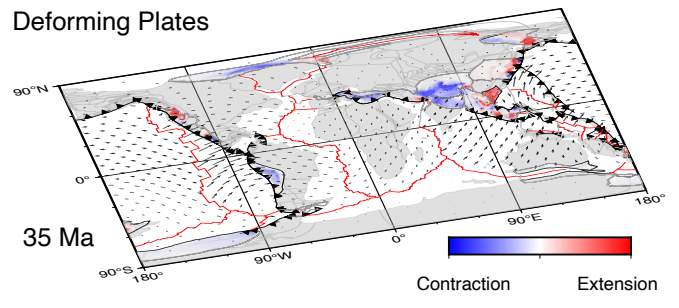 Deforming Plates
90°N
0°
35 Ma
90°S
180°
90°W
0°
90°E
180°
Contraction
Extension